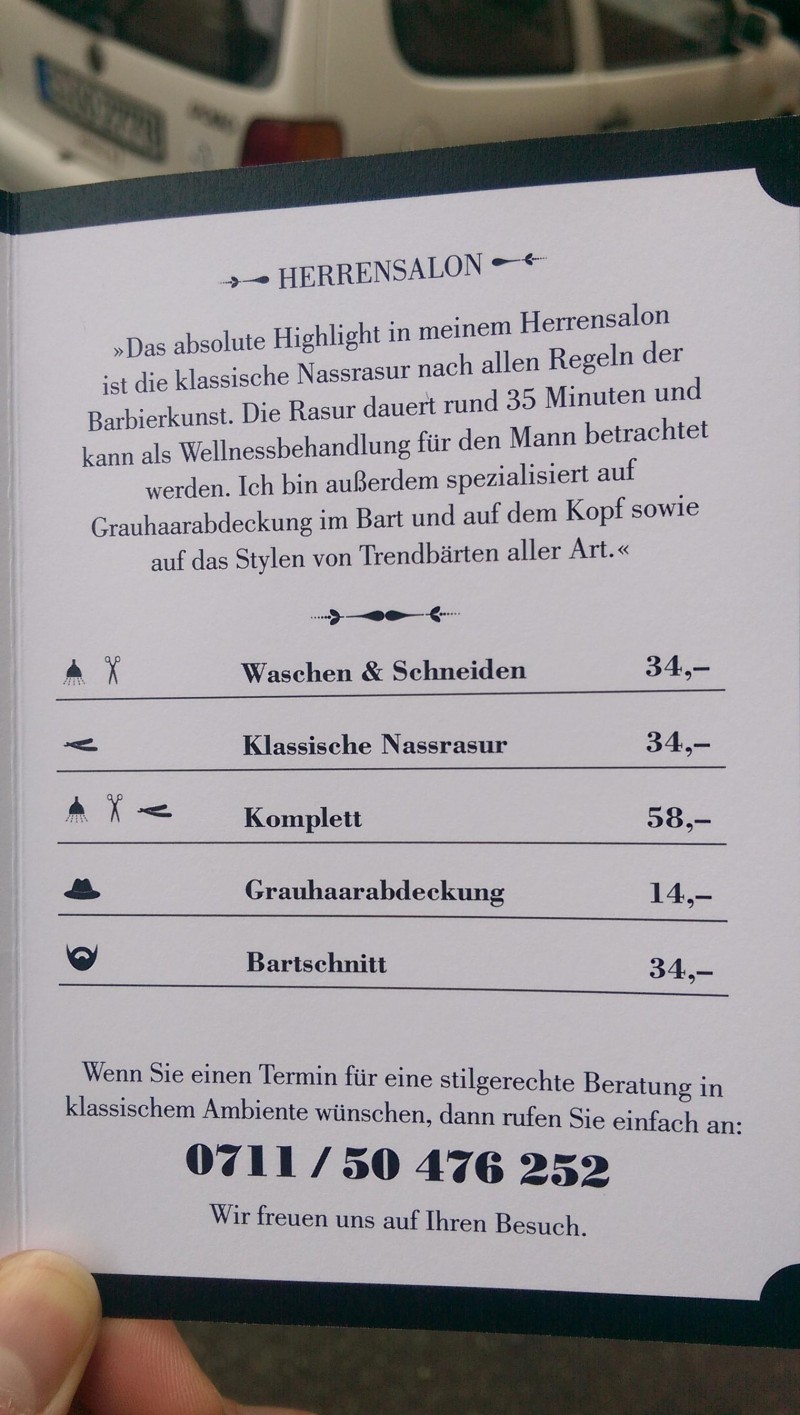 HERRENSALON
»Das absolute Highlight in meinem Herrensalon
ist die klassische Nassrasur nach allen Regeln der
Barbierkunst. Die Rasur dauert rund 35 Minuten und
kann als Wellnessbehandlung für den Mann betrachtet
werden. Ich bin außerdem spezialisiert auf
Grauhaarabdeckung im Bart und auf dem Kopf sowie
auf das Stylen von Trendbärten aller Art.«
Waschen & Schneiden 34,–
Klassische Nassrasur 34,–
Komplett 58,–
Grauhaarabdeckung 14,–
Bartschnitt 34,–
Wenn Sie einen Termin für eine stilgerechte Beratung in
klassischem Ambiente wünschen, dann rufen Sie einfach an:
0711 / 50 476 252
Wir freuen uns auf Ihren Besuch.